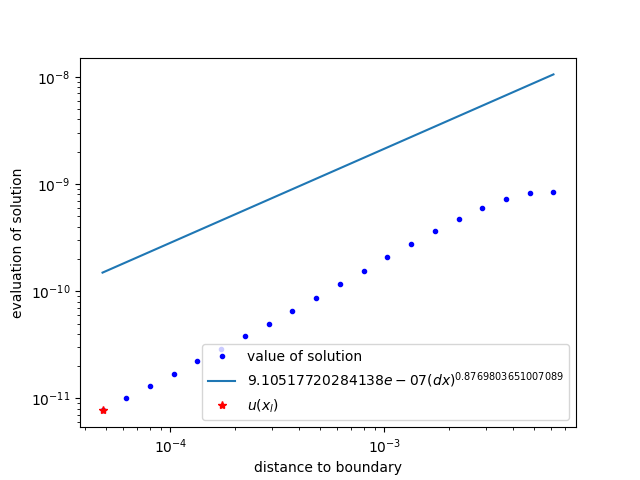 10⁻⁸
10⁻⁹
10⁻¹⁰
10⁻¹¹
evaluation of solution
value of solution
9.10517720284138e − 07(dx)^0.8769803651007089
u(x_l)
10⁻⁴
10⁻³
distance to boundary